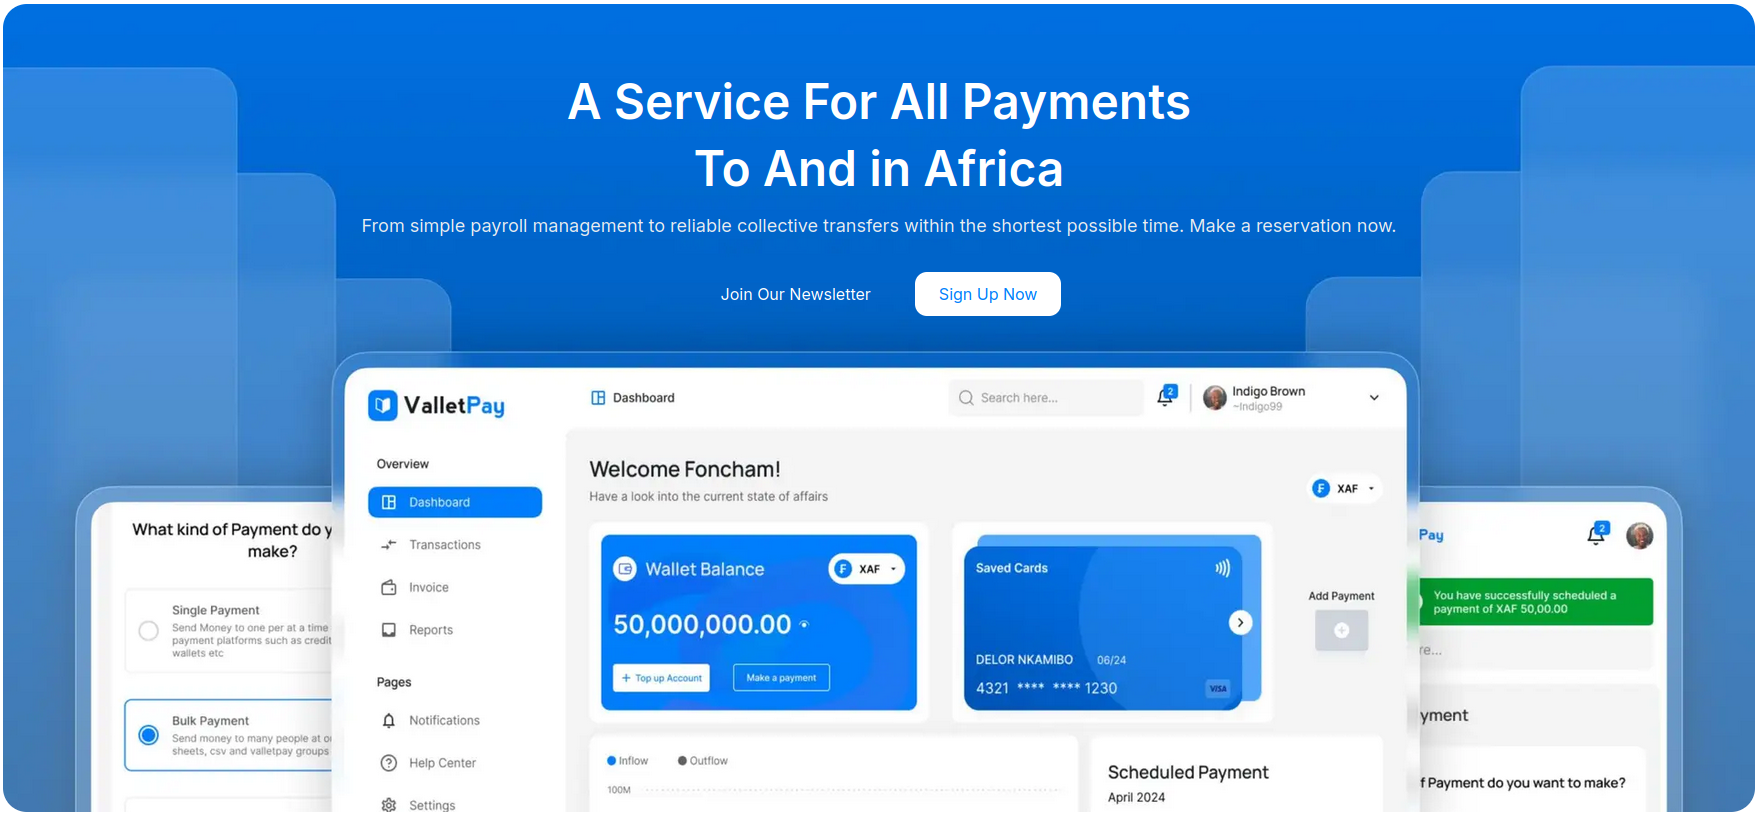 A Service For All Payments
To And in Africa
From simple payroll management to reliable collective transfers within the shortest possible time. Make a reservation now.
Join Our Newsletter
Sign Up Now
What kind of Payment do
make?
Single Payment
Send Money to one per at a time
payment platforms such as credit
wallets etc
Bulk Payment
Send money to many people at
sheets, csv and valletpay groups
ValletPay
Overview
Dashboard
Transactions
Invoice
Reports
Pages
Notifications
Help Center
Settings
Dashboard
Search here...
2
Indigo Brown
~Indigo99
Welcome Foncham!
Have a look into the current state of affairs
F XAF
Wallet Balance
F XAF
50,000,000.00
+ Top up Account
Make a payment
Saved Cards
DELOR NKAMIBO 06/24
4321 **** **** 1230
VISA
Add Payment
Inflow
Outflow
100M
Scheduled Payment
April 2024
Pay
2
You have successfully scheduled a
payment of XAF 50,00.00
re...
yment
f Payment do you want to make?